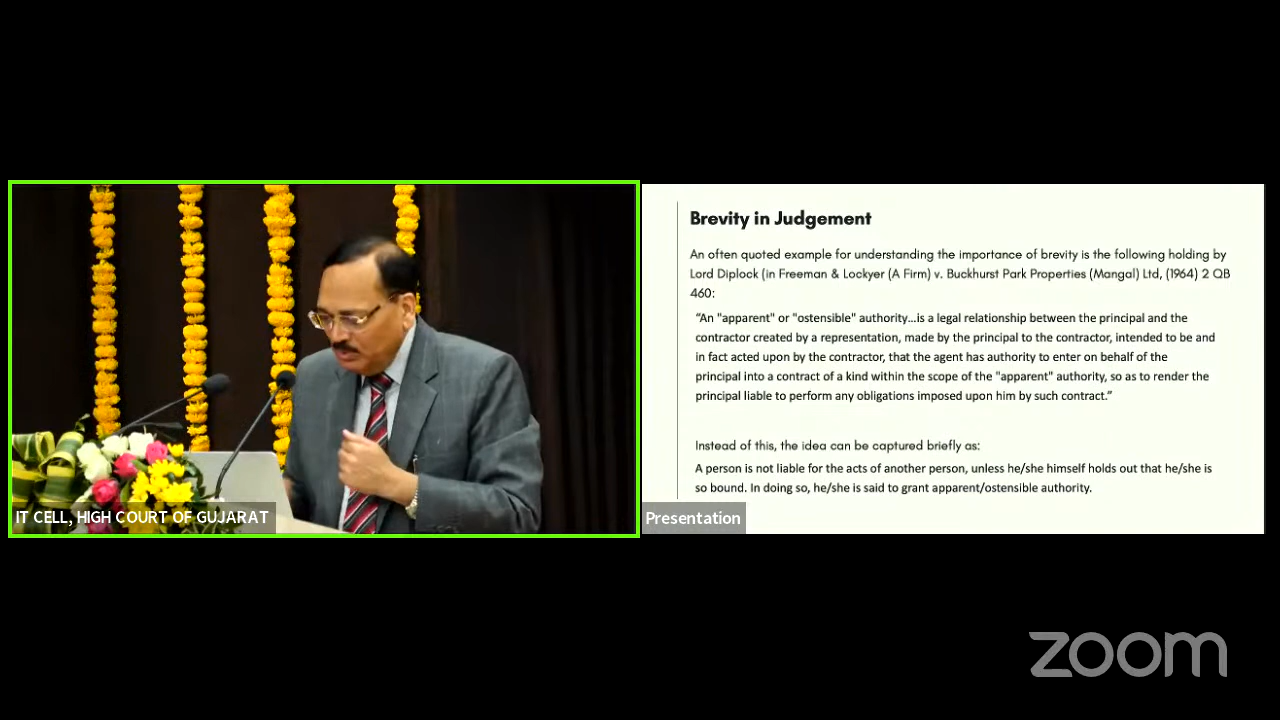 IT CELL, HIGH COURT OF GUJARAT
Brevity in Judgement
An often quoted example for understanding the importance of brevity is the following holding by
Lord Diplock (in Freeman & Lockyer (A Firm) v. Buckhurst Park Properties (Mangal) Ltd, (1964) 2 QB
460:
“An "apparent" or "ostensible" authority...is a legal relationship between the principal and the
contractor created by a representation, made by the principal to the contractor, intended to be and
in fact acted upon by the contractor, that the agent has authority to enter on behalf of the
principal into a contract of a kind within the scope of the "apparent" authority, so as to render the
principal liable to perform any obligations imposed upon him by such contract.”
Instead of this, the idea can be captured briefly as:
A person is not liable for the acts of another person, unless he/she himself holds out that he/she is
so bound. In doing so, he/she is said to grant apparent/ostensible authority.
Presentation
zoom